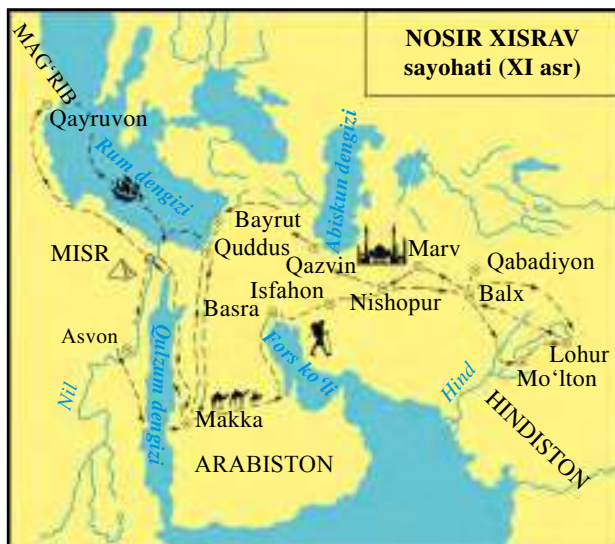 NOSIR XISRAV
sayohati (XI asr)
MAG‘RIB
Qayruvon
Rum dengizi
Abiskun dengizi
Bayrut
Quddus
MISR
Qazvin
Marv
Qabadiyon
Isfahon
Nishopur
Balx
Basra
Asvon
Qulzum dengizi
Fors ko‘li
Lohur
Mo‘lton
Nil
Hind
Makka
HINDISTON
ARABISTON